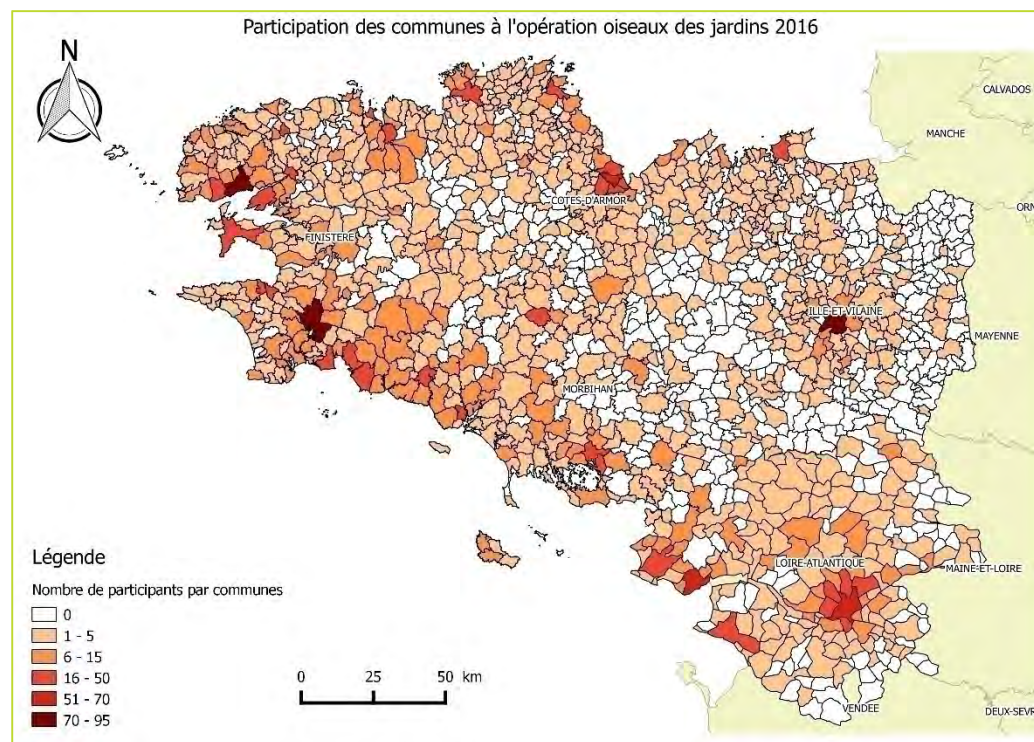 Participation des communes à l'opération oiseaux des jardins 2016
N
CALVADOS
MANCHE
ORN
COTES-D'ARMOR
FINISTERE
ILLE-ET-VILAINE
MAYENNE
MORBIHAN
LOIRE-ATLANTIQUE
MAINE-ET-LOIRE
VENDEE
DEUX-SEVR
Légende
Nombre de participants par communes
0
1 - 5
6 - 15
16 - 50
51 - 70
70 - 95
0 25 50 km